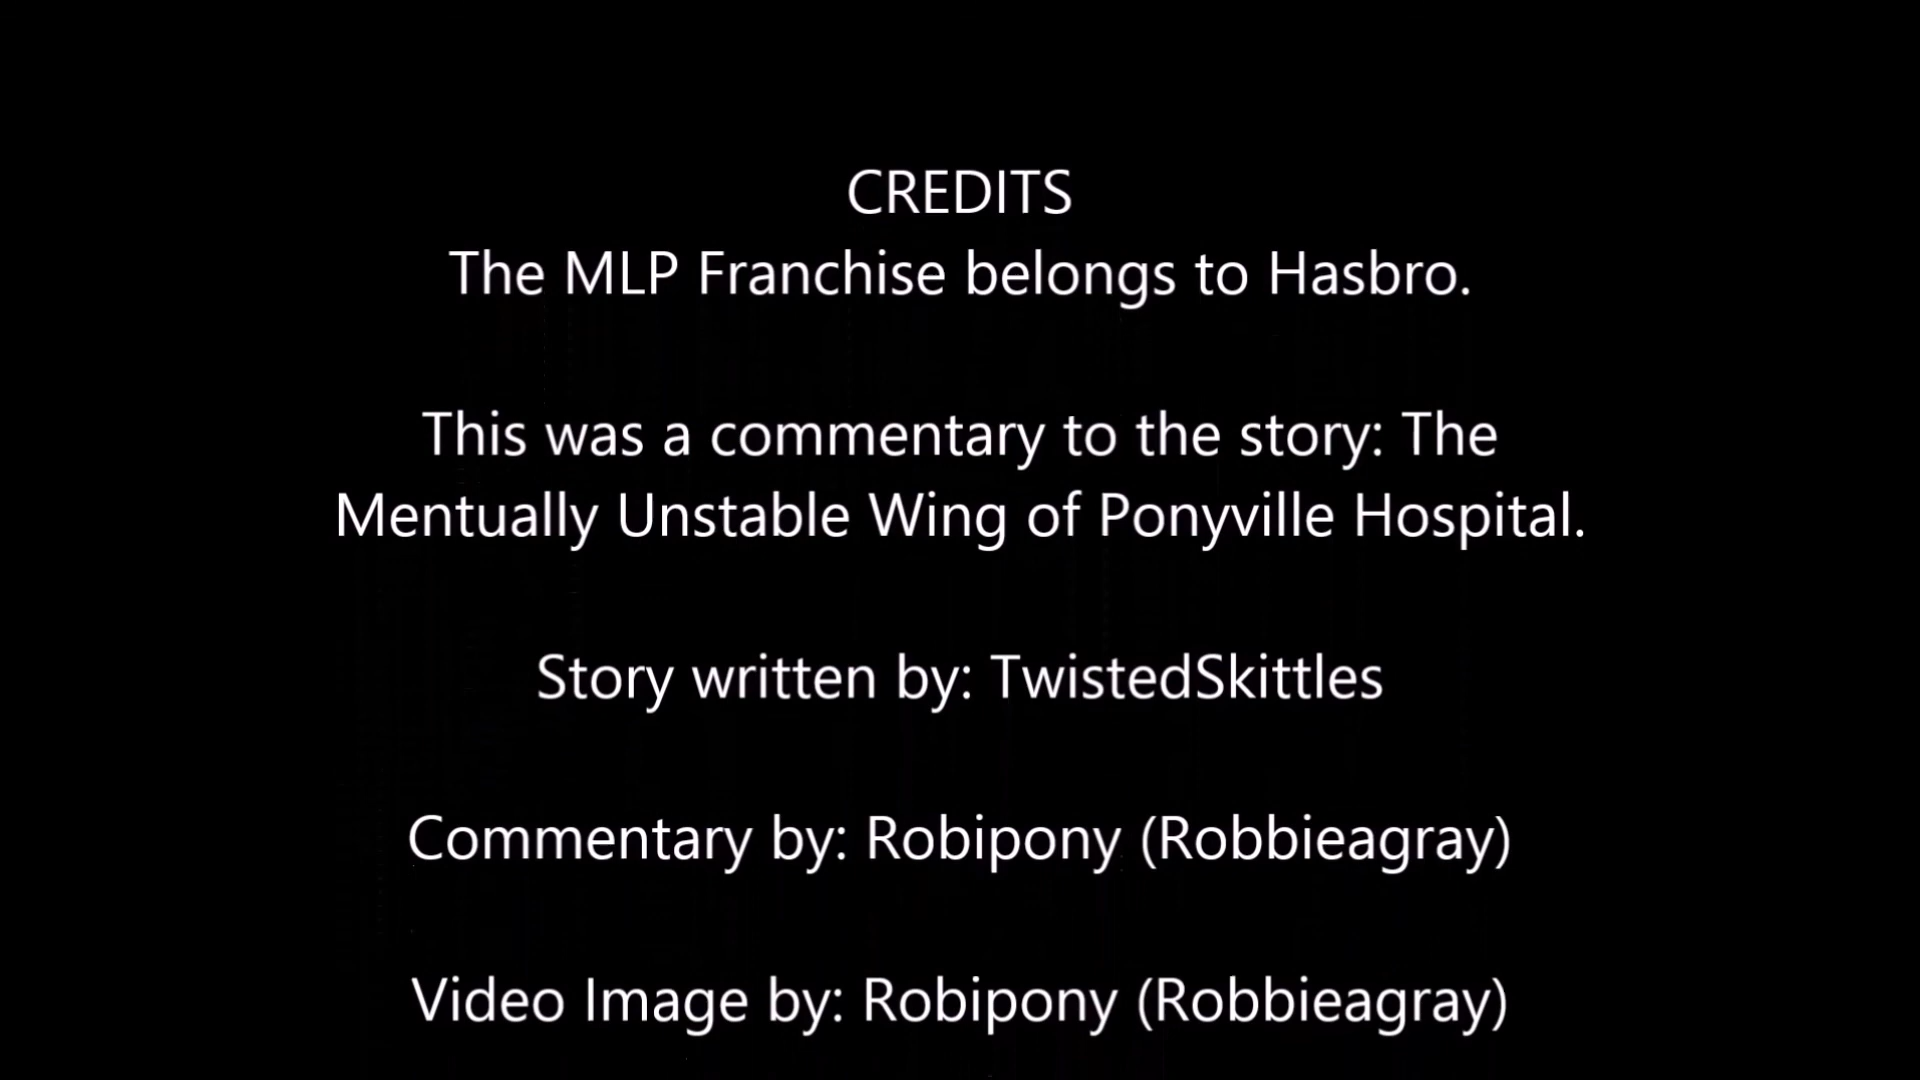 CREDITS
The MLP Franchise belongs to Hasbro.
This was a commentary to the story: The
Mentually Unstable Wing of Ponyville Hospital.
Story written by: TwistedSkittles
Commentary by: Robipony (Robbieagray)
Video Image by: Robipony (Robbieagray)